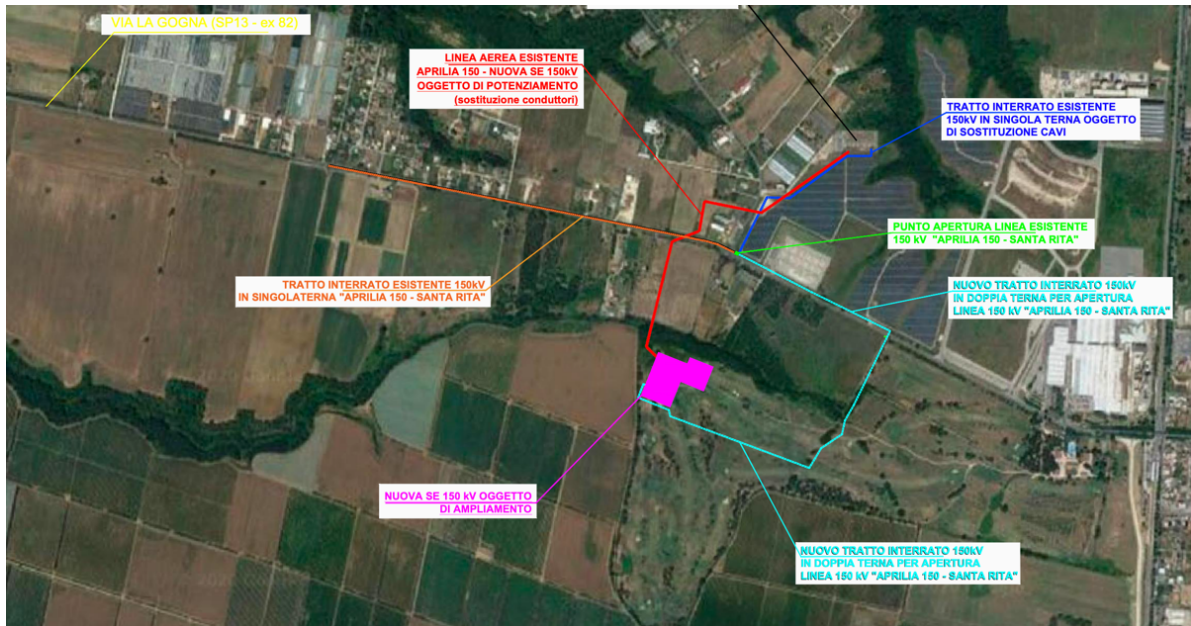 VIA LA GOGNA (SP13 - ex 82)
LINEA AEREA ESISTENTE
APRILIA 150 - NUOVA SE 150kV
OGGETTO DI POTENZIAMENTO
(sostituzione conduttori)
TRATTO INTERRATO ESISTENTE
150kV IN SINGOLA TERNA OGGETTO
DI SOSTITUZIONE CAVI
PUNTO APERTURA LINEA ESISTENTE
150 kV "APRILIA 150 - SANTA RITA"
TRATTO INTERRATO ESISTENTE 150kV
IN SINGOLATERNA "APRILIA 150 - SANTA RITA"
NUOVO TRATTO INTERRATO 150kV
IN DOPPIA TERNA PER APERTURA
LINEA 150 kV "APRILIA 150 - SANTA RITA"
NUOVA SE 150 kV OGGETTO
DI AMPLIAMENTO
NUOVO TRATTO INTERRATO 150kV
IN DOPPIA TERNA PER APERTURA
LINEA 150 kV "APRILIA 150 - SANTA RITA"